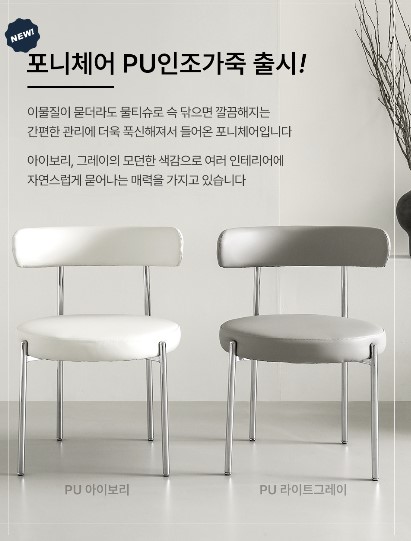 NEW!
포니체어 PU인조가죽 출시!
이물질이 묻더라도 물티슈로 슥 닦으면 깔끔해지는
간편한 관리에 더욱 푹신해져서 들어온 포니체어입니다
아이보리, 그레이의 모던한 색감으로 여러 인테리어에
자연스럽게 묻어나는 매력을 가지고 있습니다
PU 아이보리
PU 라이트그레이